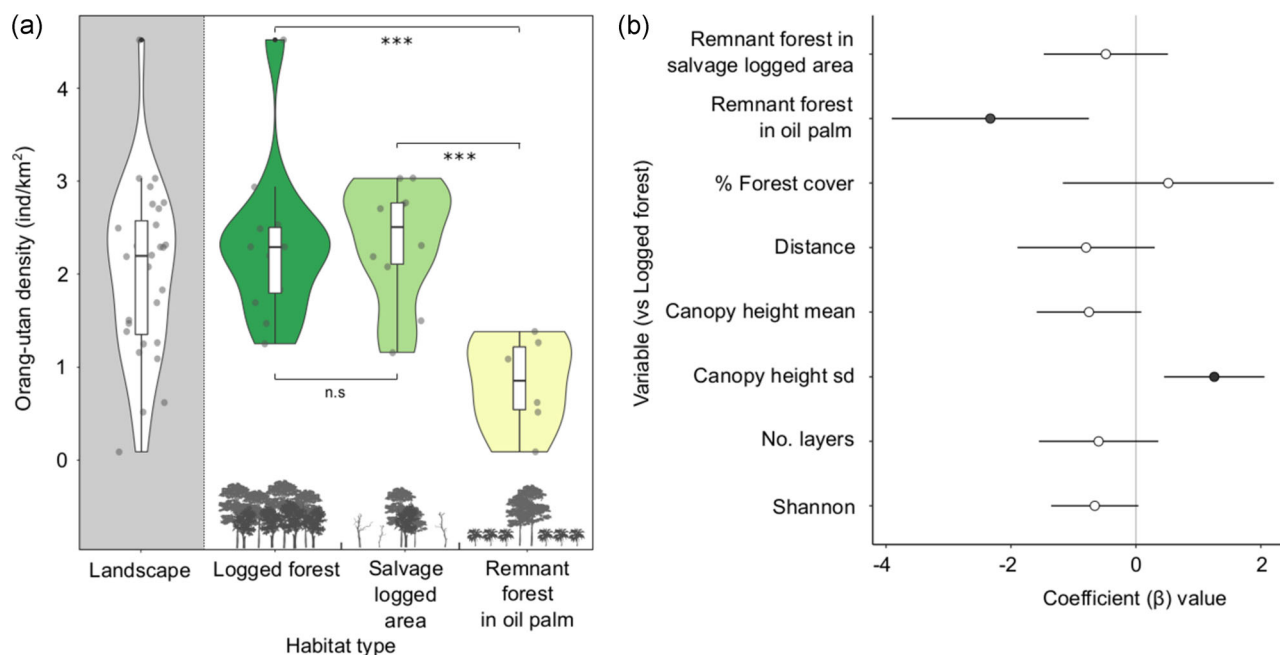 (a)
Orang-utan density (ind/km²)
4
3
2
1
0
***
***
n.s
Landscape
Logged forest
Salvage
logged
area
Remnant
forest
in oil palm
Habitat type
(b)
Variable (vs Logged forest)
Remnant forest in
salvage logged area
Remnant forest
in oil palm
% Forest cover
Distance
Canopy height mean
Canopy height sd
No. layers
Shannon
-4
-2
0
2
Coefficient (β) value